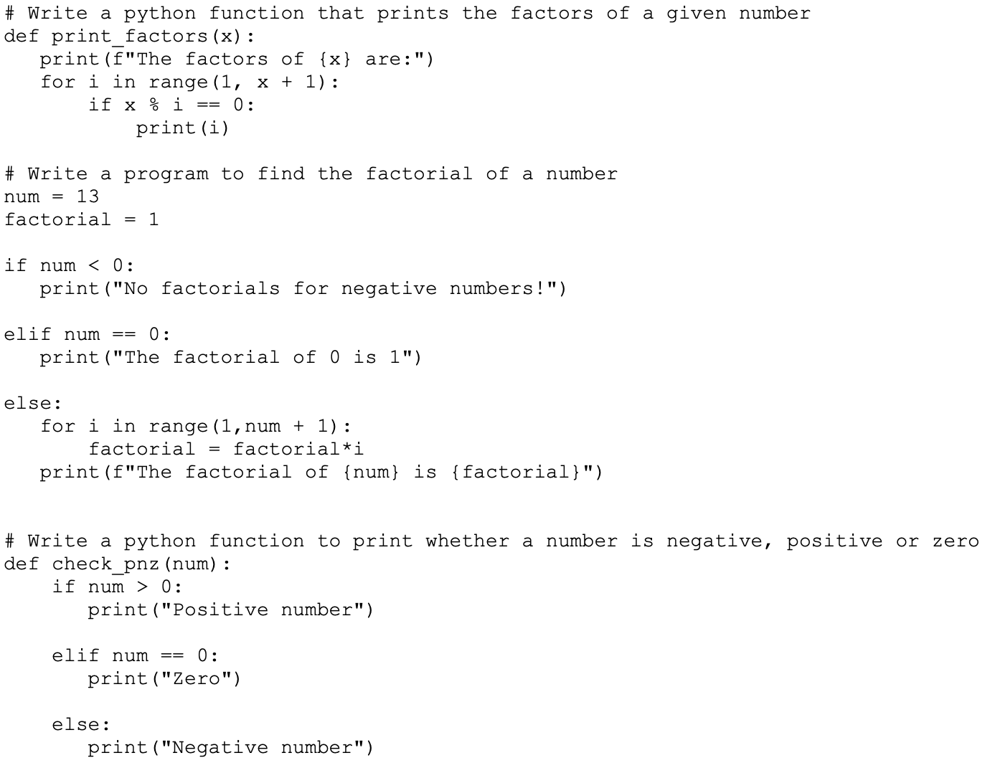 # Write a python function that prints the factors of a given number
def print_factors(x):
   print(f"The factors of {x} are:")
   for i in range(1, x + 1):
       if x % i == 0:
           print(i)

# Write a program to find the factorial of a number
num = 13
factorial = 1

if num < 0:
   print("No factorials for negative numbers!")

elif num == 0:
   print("The factorial of 0 is 1")

else:
   for i in range(1,num + 1):
       factorial = factorial*i
   print(f"The factorial of {num} is {factorial}")


# Write a python function to print whether a number is negative, positive or zero
def check_pnz(num):
    if num > 0:
       print("Positive number")

    elif num == 0:
       print("Zero")

    else:
       print("Negative number")